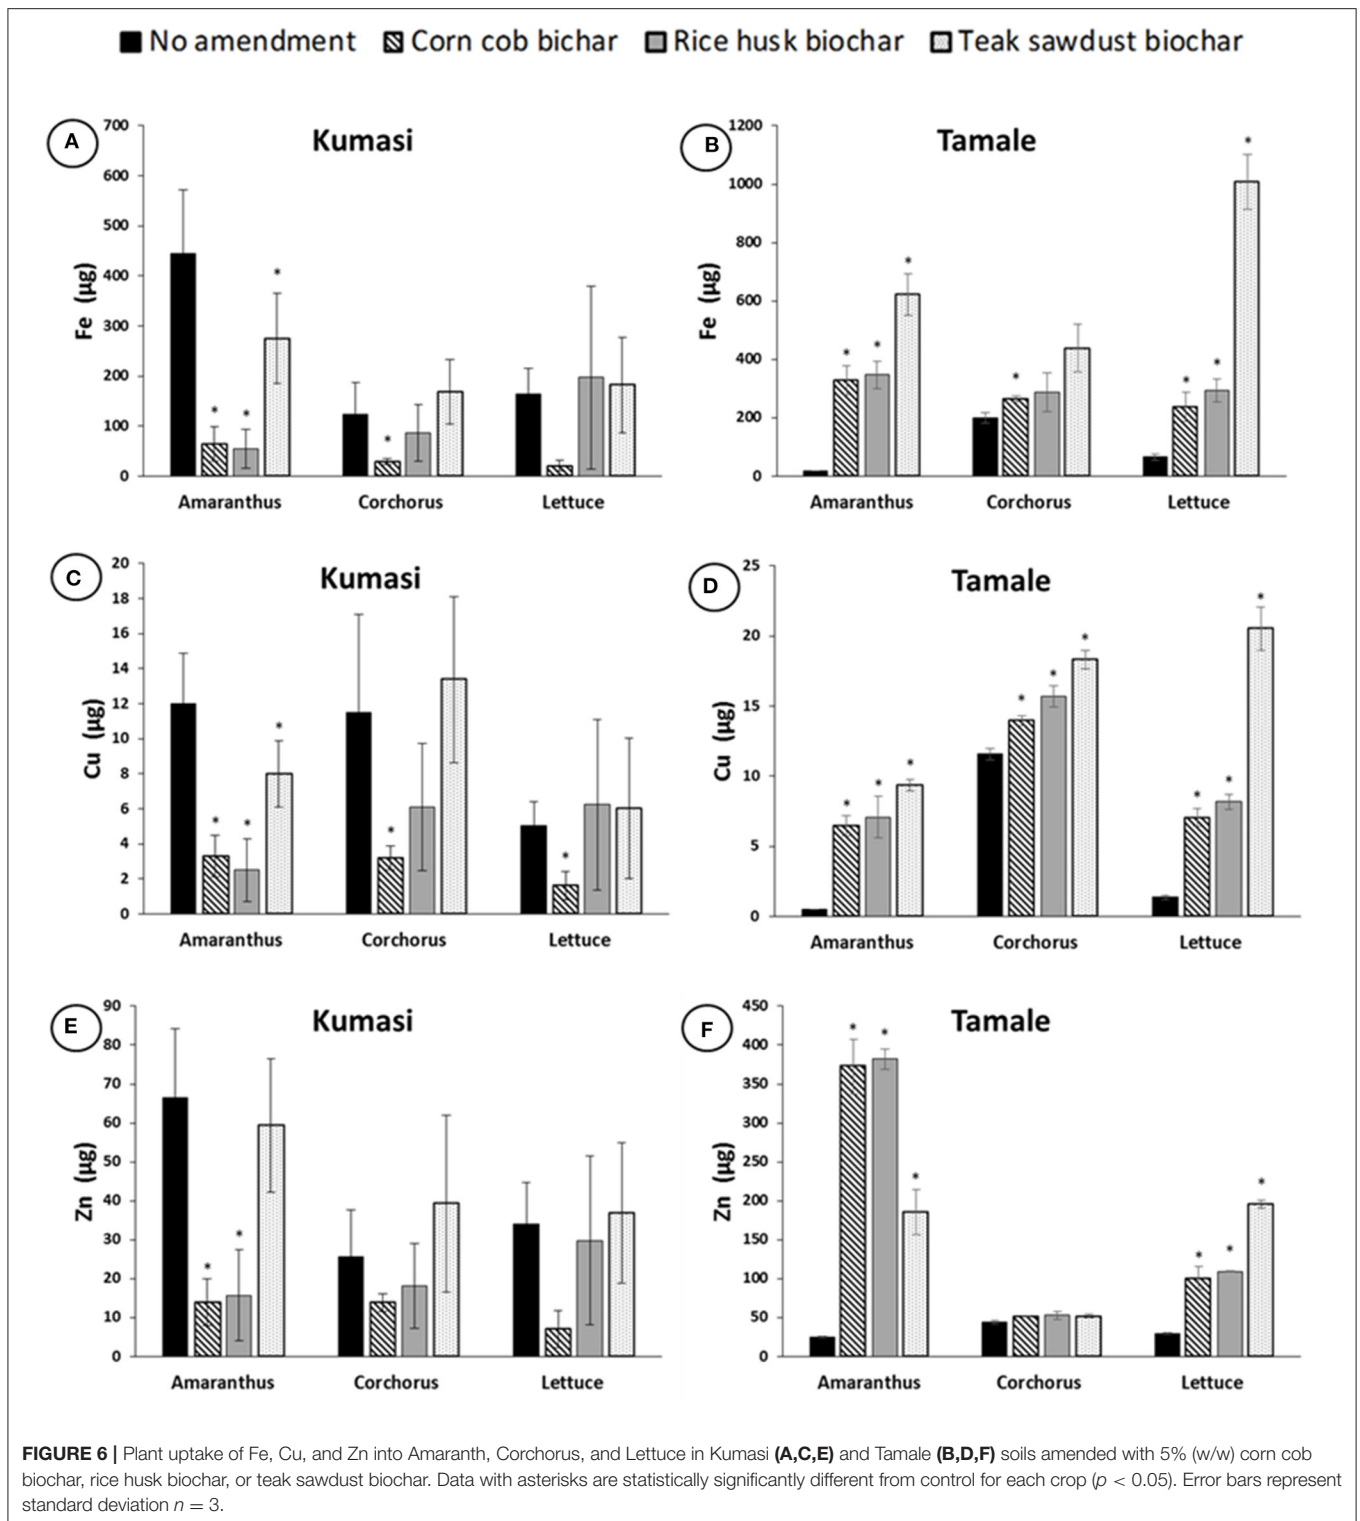 No amendment Corn cob bichar Rice husk biochar Teak sawdust biochar
A
Kumasi
Fe (µg)
700
600
500
400
300
200
100
0
* * * *
Amaranthus Corchorus Lettuce
B
Tamale
Fe (µg)
1200
1000
800
600
400
200
0
* * * * * * *
Amaranthus Corchorus Lettuce
C
Kumasi
Cu (µg)
20
18
16
14
12
10
8
6
4
2
0
* * * * *
Amaranthus Corchorus Lettuce
D
Tamale
Cu (µg)
25
20
15
10
5
0
* * * * * * * * *
Amaranthus Corchorus Lettuce
E
Kumasi
Zn (µg)
90
80
70
60
50
40
30
20
10
0
* *
Amaranthus Corchorus Lettuce
F
Tamale
Zn (µg)
450
400
350
300
250
200
150
100
50
0
* * * * * *
Amaranthus Corchorus Lettuce
FIGURE 6 | Plant uptake of Fe, Cu, and Zn into Amaranth, Corchorus, and Lettuce in Kumasi (A,C,E) and Tamale (B,D,F) soils amended with 5% (w/w) corn cob
biochar, rice husk biochar, or teak sawdust biochar. Data with asterisks are statistically significantly different from control for each crop (p < 0.05). Error bars represent
standard deviation n = 3.